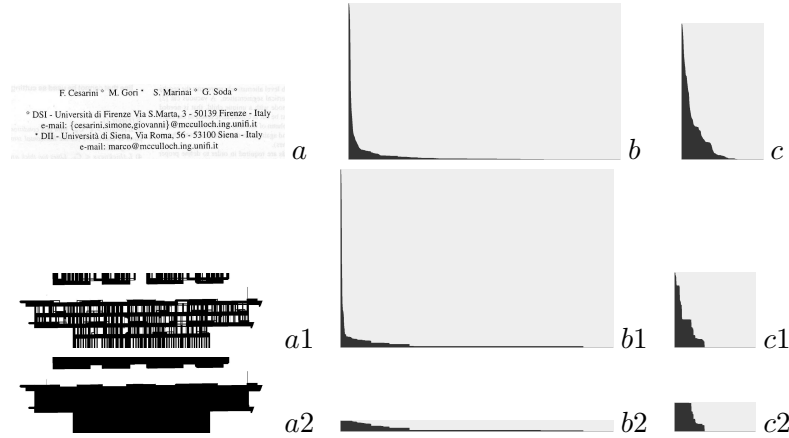 F. Cesarini ° M. Gori * S. Marinai ° G. Soda °
° DSI - Università di Firenze Via S.Marta, 3 - 50139 Firenze - Italy
e-mail: {cesarini,simone,giovanni}@mcculloch.ing.unifi.it
* DII - Università di Siena, Via Roma, 56 - 53100 Siena - Italy
e-mail: marco@mcculloch.ing.unifi.it
a b c
a1 b1 c1
a2 b2 c2